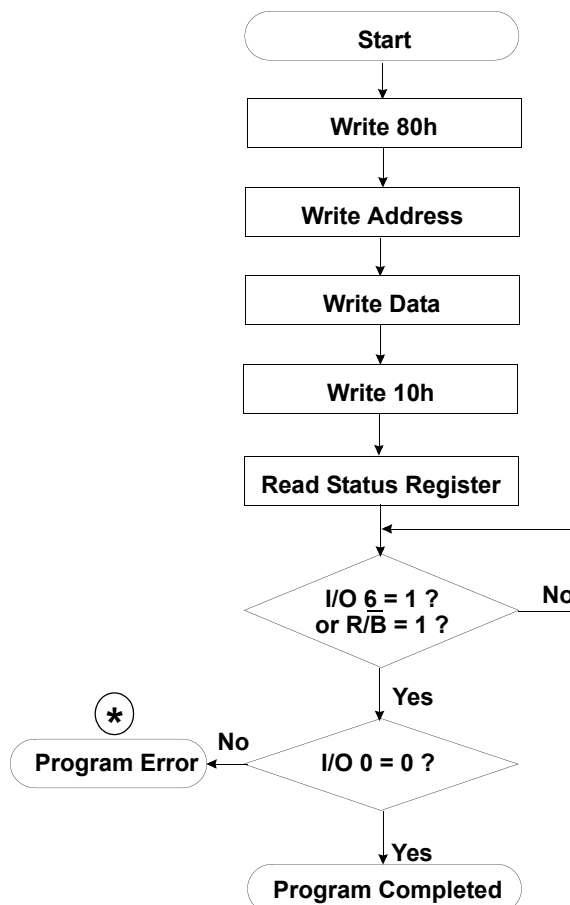 Start
Write 80h
Write Address
Write Data
Write 10h
Read Status Register
I/O 6 = 1 ?
or R/B̅ = 1 ?
No
Yes
*
No
Program Error
I/O 0 = 0 ?
Yes
Program Completed